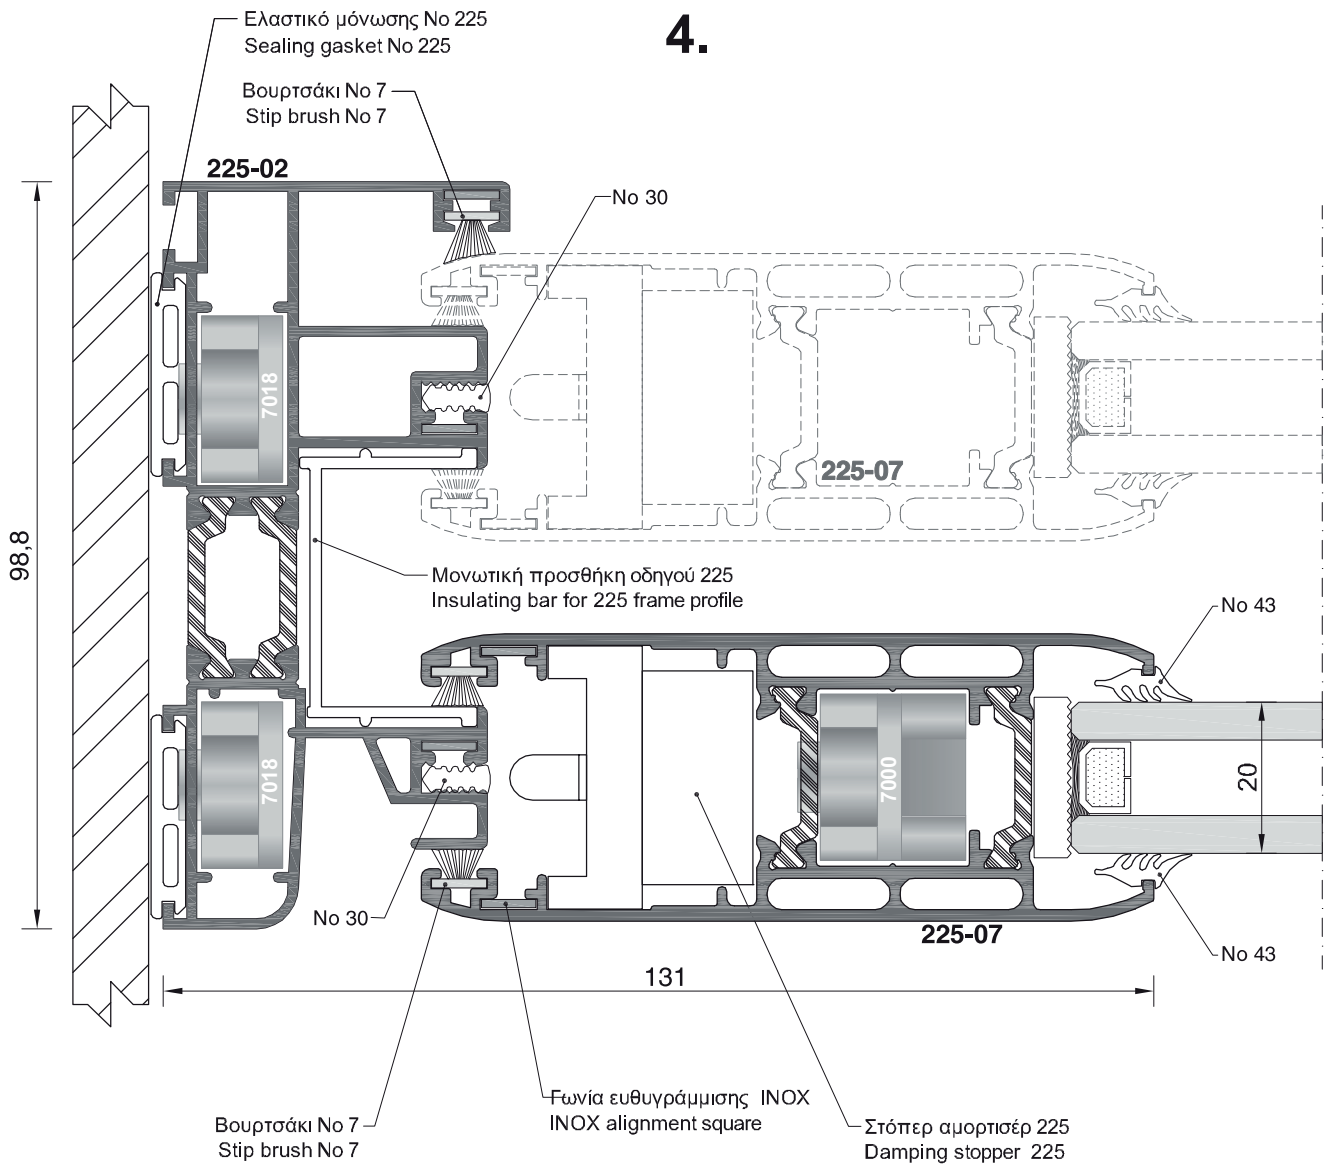 Ελαστικό μόνωσης No 225
Sealing gasket No 225
4.
Βουρτσάκι No 7
Stip brush No 7
225-02
No 30
7018
225-07
98,8
Μονωτική προσθήκη οδηγού 225
Insulating bar for 225 frame profile
No 43
7018
7000
20
No 30
225-07
No 43
131
Γωνία ευθυγράμμισης INOX
INOX alignment square
Βουρτσάκι No 7
Stip brush No 7
Στόπερ αμορτισέρ 225
Damping stopper 225